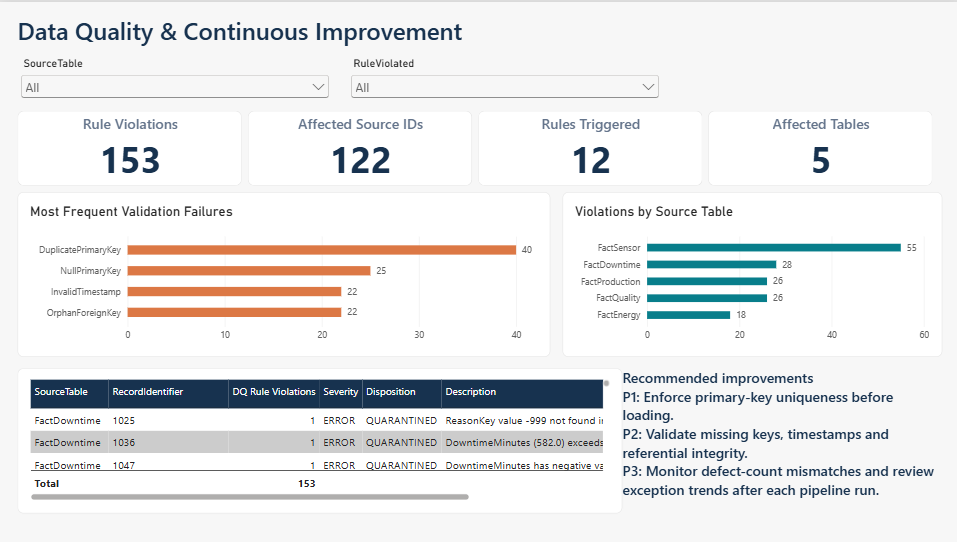 Data Quality & Continuous Improvement
SourceTable
RuleViolated
All
All
Rule Violations
153
Affected Source IDs
122
Rules Triggered
12
Affected Tables
5
Most Frequent Validation Failures
DuplicatePrimaryKey 40
NullPrimaryKey 25
InvalidTimestamp 22
OrphanForeignKey 22
0 10 20 30 40
Violations by Source Table
FactSensor 55
FactDowntime 28
FactProduction 26
FactQuality 26
FactEnergy 18
0 20 40 60
SourceTable RecordIdentifier DQ Rule Violations Severity Disposition Description
FactDowntime 1025 1 ERROR QUARANTINED ReasonKey value -999 not found i
FactDowntime 1036 1 ERROR QUARANTINED DowntimeMinutes (582.0) exceeds
FactDowntime 1047 1 ERROR QUARANTINED DowntimeMinutes has negative va
Total 153
Recommended improvements
P1: Enforce primary-key uniqueness before
loading.
P2: Validate missing keys, timestamps and
referential integrity.
P3: Monitor defect-count mismatches and review
exception trends after each pipeline run.